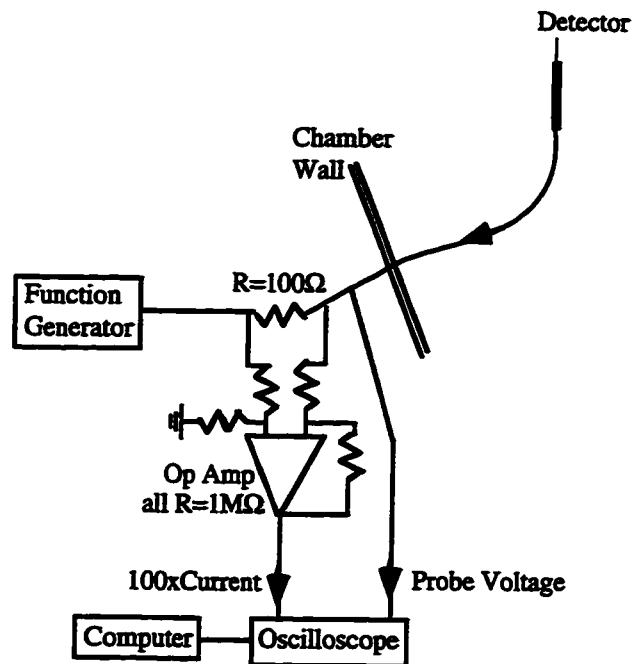 Detector
Chamber
Wall
R=100Ω
Function
Generator
Op Amp
all R=1MΩ
100xCurrent
Probe Voltage
Computer
Oscilloscope